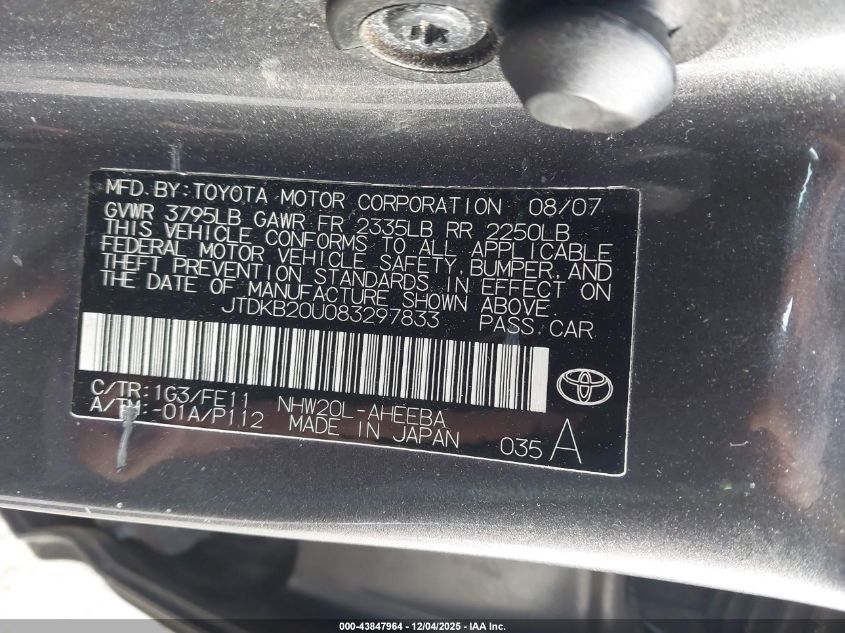 MFD. BY: TOYOTA MOTOR CORPORATION 08/07
GVWR 3795LB GAWR FR 2335LB RR 2250LB
THIS VEHICLE CONFORMS TO ALL APPLICABLE
FEDERAL MOTOR VEHICLE SAFETY, BUMPER, AND
THEFT PREVENTION STANDARDS IN EFFECT ON
THE DATE OF MANUFACTURE SHOWN ABOVE.
JTDKB20U083297833 PASS. CAR
C/TR: 1G3/FE11 NHW20L-AHEEBA
A/TM: -01A/P112 MADE IN JAPAN 035 A
000-43847964 - 12/04/2025 - IAA Inc.